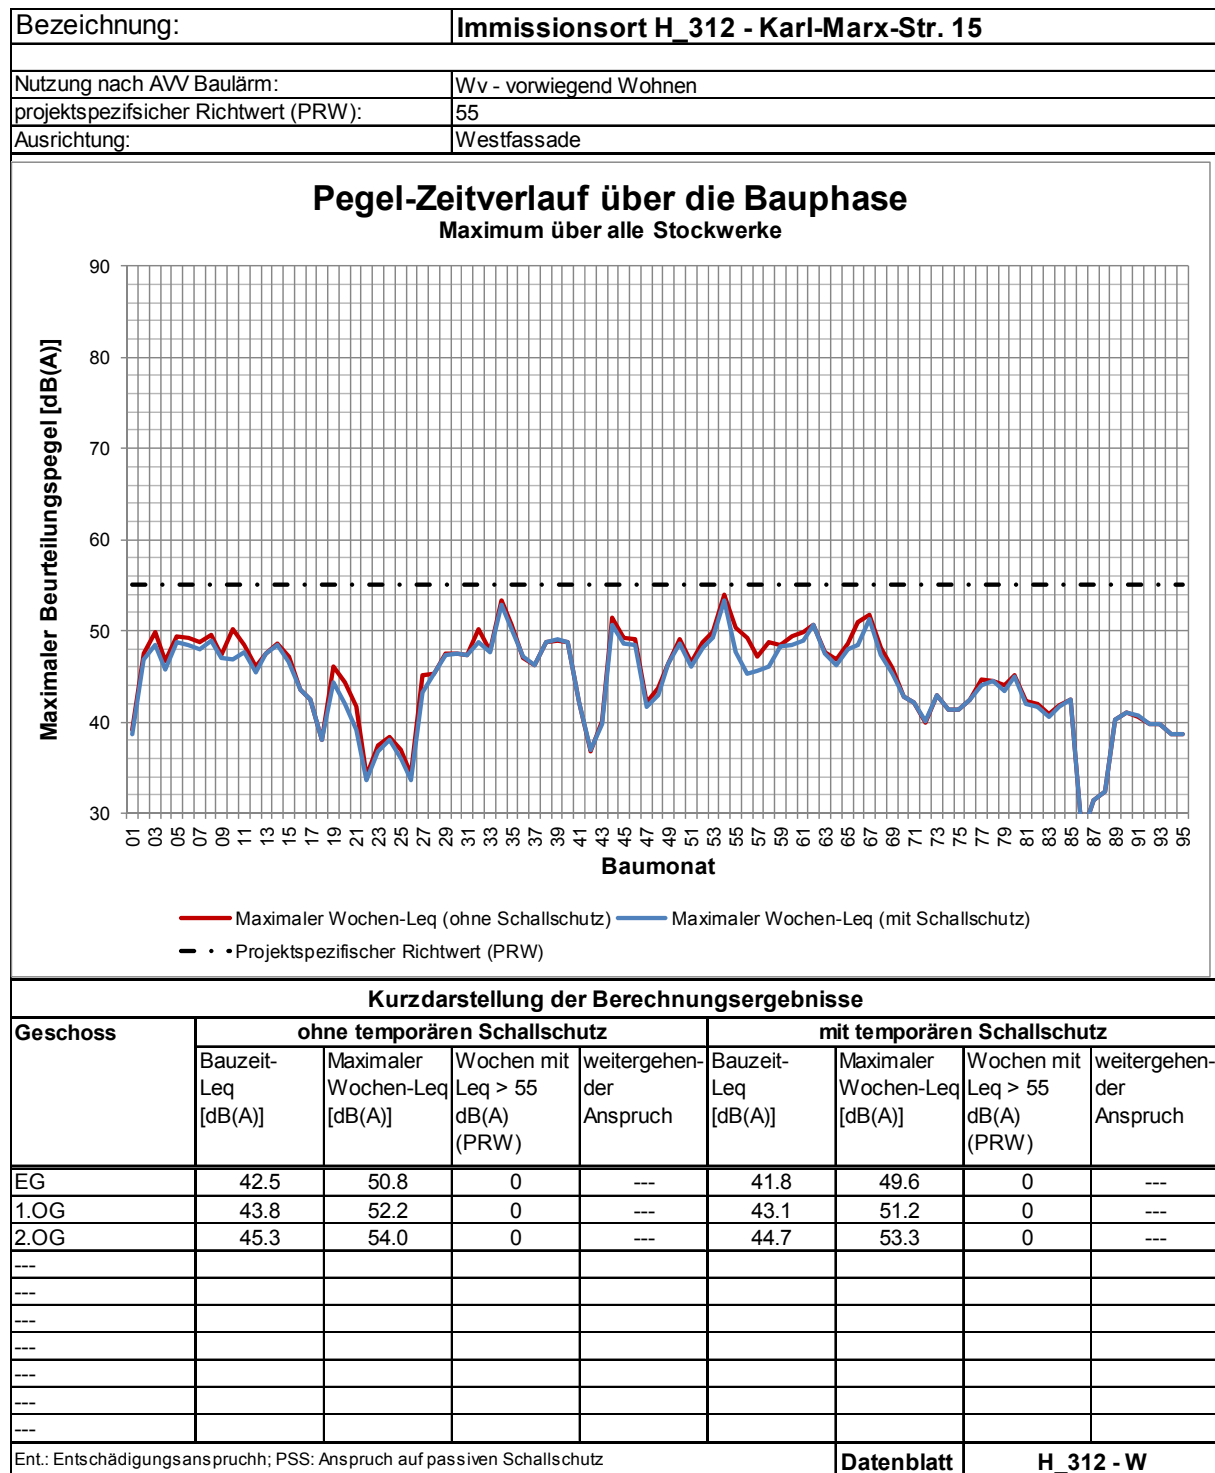 Bezeichnung: Immissionsort H_312 - Karl-Marx-Str. 15
Nutzung nach AVV Baulärm: Wv - vorwiegend Wohnen
projektspezifsicher Richtwert (PRW): 55
Ausrichtung: Westfassade
Pegel-Zeitverlauf über die Bauphase
Maximum über alle Stockwerke
Maximaler Beurteilungspegel [dB(A)]
90
80
70
60
50
40
30
01 03 05 07 09 11 13 15 17 19 21 23 25 27 29 31 33 35 37 39 41 43 45 47 49 51 53 55 57 59 61 63 65 67 69 71 73 75 77 79 81 83 85 87 89 91 93 95
Baumonat
Maximaler Wochen-Leq (ohne Schallschutz) Maximaler Wochen-Leq (mit Schallschutz)
Projektspezifischer Richtwert (PRW)
Kurzdarstellung der Berechnungsergebnisse
Geschoss ohne temporären Schallschutz mit temporären Schallschutz
Bauzeit- Maximaler Wochen mit weitergehen- Bauzeit- Maximaler Wochen mit weitergehen-
Leq Wochen-Leq Leq > 55 der Leq Wochen-Leq Leq > 55 der
[dB(A)] [dB(A)] dB(A) Anspruch [dB(A)] [dB(A)] dB(A) Anspruch
(PRW) (PRW)
EG 42.5 50.8 0 --- 41.8 49.6 0 ---
1.OG 43.8 52.2 0 --- 43.1 51.2 0 ---
2.OG 45.3 54.0 0 --- 44.7 53.3 0 ---
---
---
---
---
---
---
---
Ent.: Entschädigungsanspruchh; PSS: Anspruch auf passiven Schallschutz Datenblatt H_312 - W